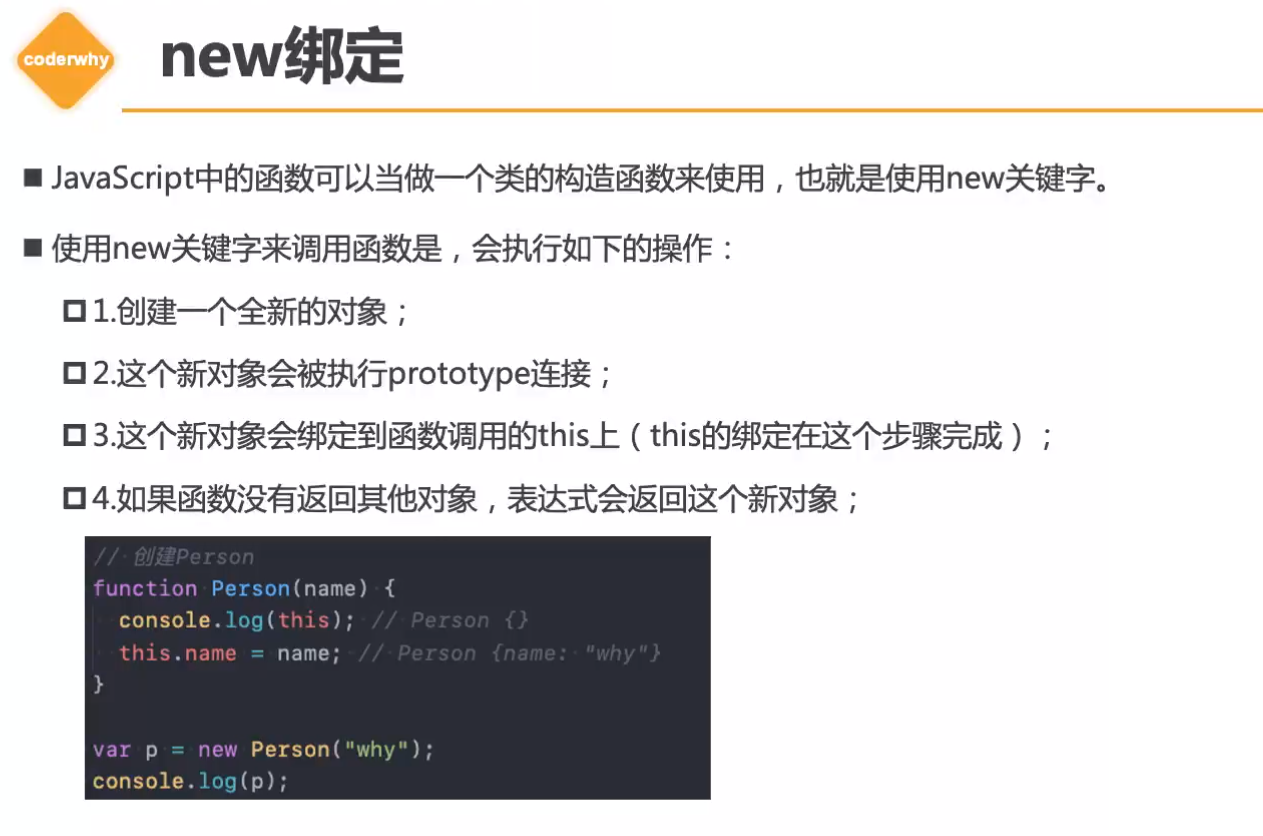 coderwhy
new绑定
JavaScript中的函数可以当做一个类的构造函数来使用，也就是使用new关键字。
使用new关键字来调用函数是，会执行如下的操作：
1.创建一个全新的对象；
2.这个新对象会被执行prototype连接；
3.这个新对象会绑定到函数调用的this上（this的绑定在这个步骤完成）；
4.如果函数没有返回其他对象，表达式会返回这个新对象；
// 创建Person
function Person(name) {
  console.log(this); // Person {}
  this.name = name; // Person {name: "why"}
}
var p = new Person("why");
console.log(p);